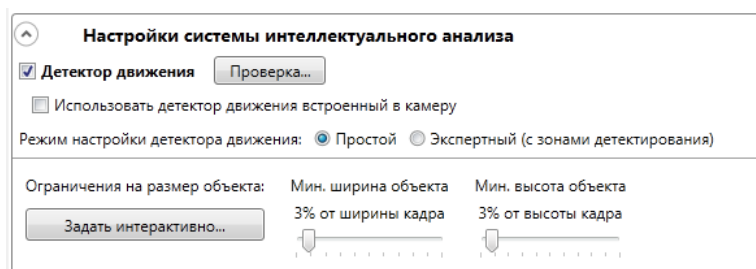 Настройки системы интеллектуального анализа
Детектор движения Проверка...
Использовать детектор движения встроенный в камеру
Режим настройки детектора движения: Простой Экспертный (с зонами детектирования)
Ограничения на размер объекта: Мин. ширина объекта Мин. высота объекта
3% от ширины кадра 3% от высоты кадра
Задать интерактивно...